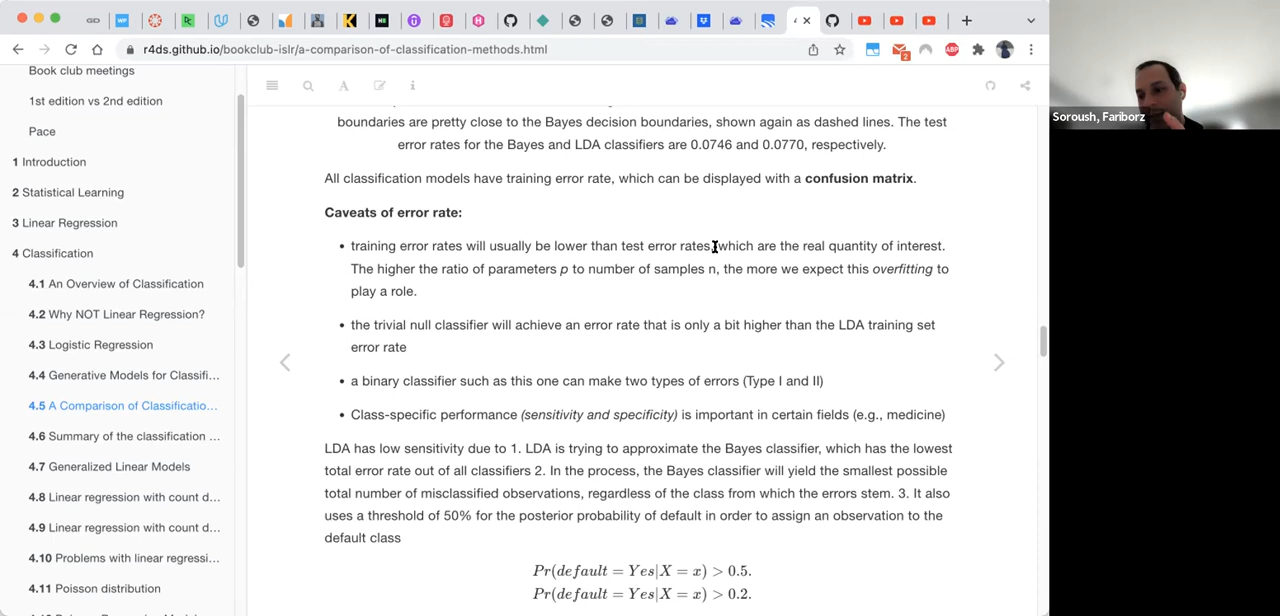 r4ds.github.io/bookclub-islr/a-comparison-of-classification-methods.html
Book club meetings
1st edition vs 2nd edition
Pace
1 Introduction
2 Statistical Learning
3 Linear Regression
4 Classification
4.1 An Overview of Classification
4.2 Why NOT Linear Regression?
4.3 Logistic Regression
4.4 Generative Models for Classifi...
4.5 A Comparison of Classificatio...
4.6 Summary of the classification ...
4.7 Generalized Linear Models
4.8 Linear regression with count d...
4.9 Linear regression with count d...
4.10 Problems with linear regressi...
4.11 Poisson distribution
boundaries are pretty close to the Bayes decision boundaries, shown again as dashed lines. The test
error rates for the Bayes and LDA classifiers are 0.0746 and 0.0770, respectively.
All classification models have training error rate, which can be displayed with a confusion matrix.
Caveats of error rate:
• training error rates will usually be lower than test error rates, which are the real quantity of interest.
The higher the ratio of parameters p to number of samples n, the more we expect this overfitting to
play a role.
• the trivial null classifier will achieve an error rate that is only a bit higher than the LDA training set
error rate
• a binary classifier such as this one can make two types of errors (Type I and II)
• Class-specific performance (sensitivity and specificity) is important in certain fields (e.g., medicine)
LDA has low sensitivity due to 1. LDA is trying to approximate the Bayes classifier, which has the lowest
total error rate out of all classifiers 2. In the process, the Bayes classifier will yield the smallest possible
total number of misclassified observations, regardless of the class from which the errors stem. 3. It also
uses a threshold of 50% for the posterior probability of default in order to assign an observation to the
default class
Pr(default = Yes|X = x) > 0.5.
Pr(default = Yes|X = x) > 0.2.
Soroush, Fariborz